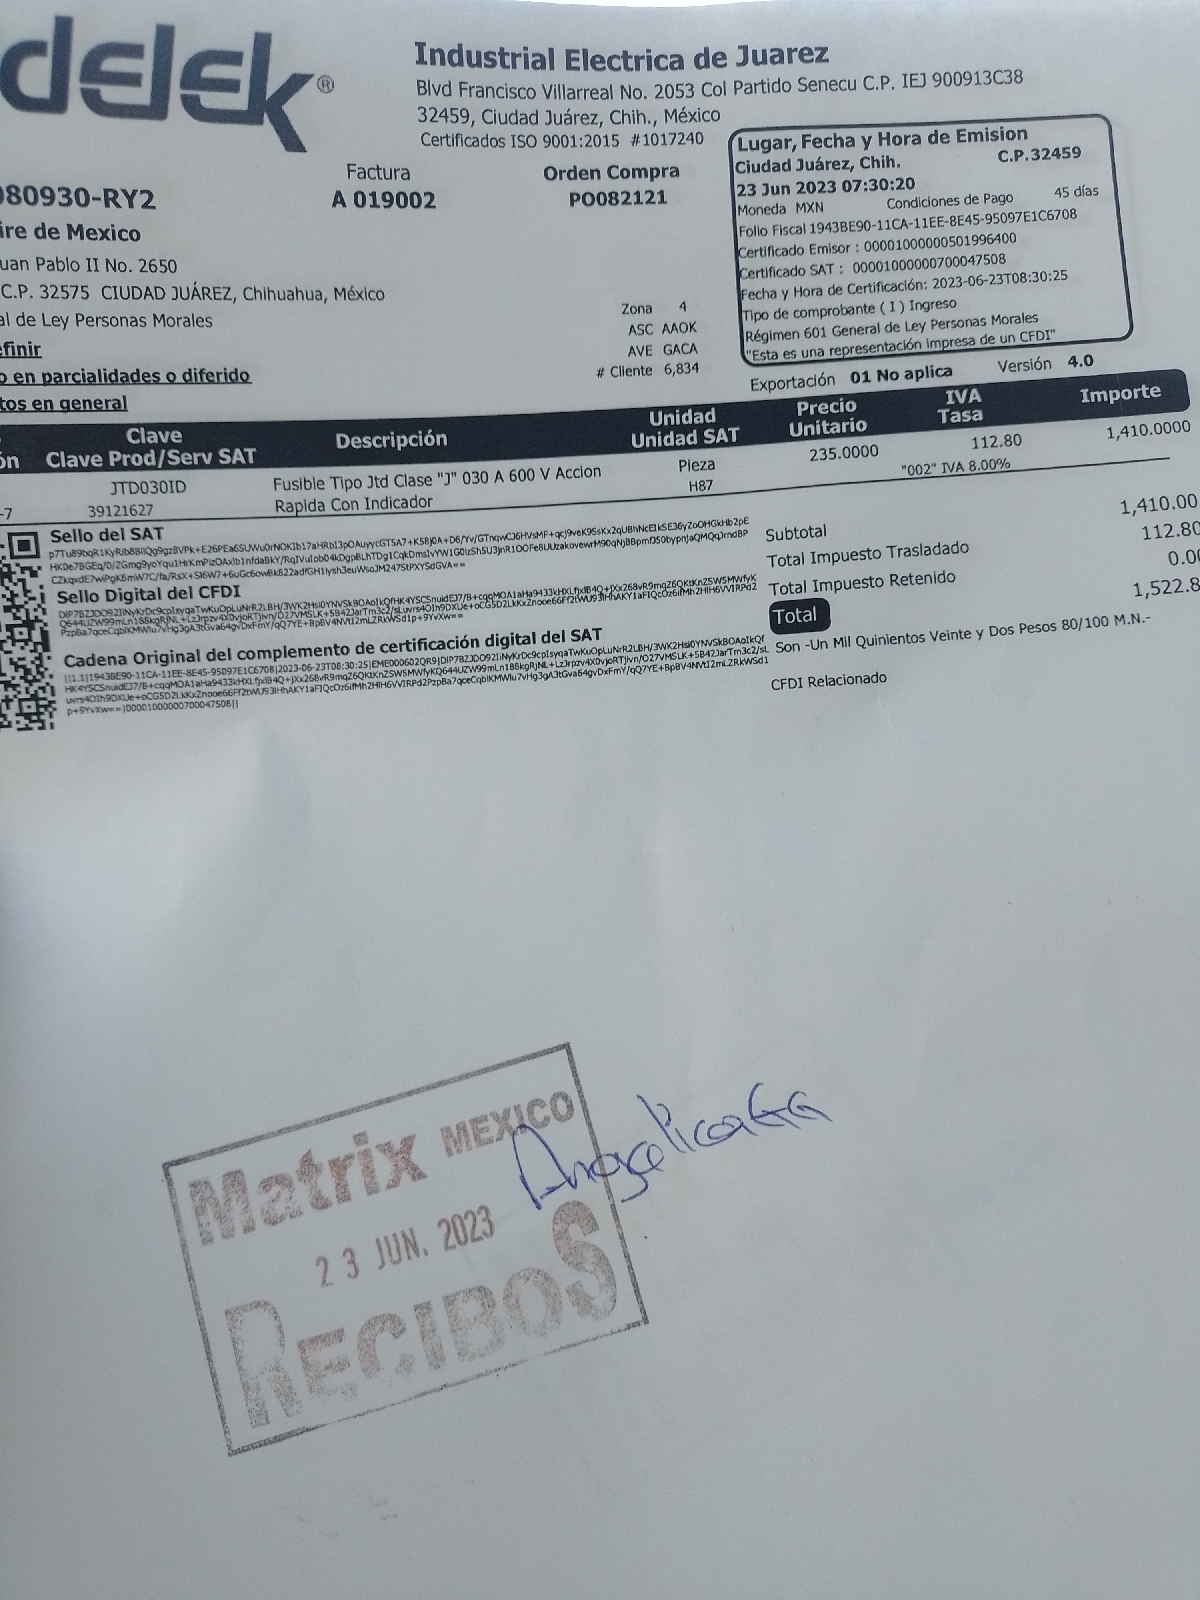 delek®
Industrial Electrica de Juarez
Blvd Francisco Villarreal No. 2053 Col Partido Senecu C.P. IEJ 900913C38
32459, Ciudad Juárez, Chih., México
Certificados ISO 9001:2015 #1017240
Factura
A 019002
Orden Compra
PO082121
080930-RY2
ire de Mexico
uan Pablo II No. 2650
C.P. 32575 CIUDAD JUÁREZ, Chihuahua, México
al de Ley Personas Morales
efinir
o en parcialidades o diferido
tos en general
Zona 4
ASC AAOK
AVE GACA
# Cliente 6,834
Lugar, Fecha y Hora de Emision
Ciudad Juárez, Chih. C.P.32459
23 Jun 2023 07:30:20
Moneda MXN Condiciones de Pago 45 días
Folio Fiscal 1943BE90-11CA-11EE-8E45-95097E1C6708
Certificado Emisor : 00001000000501996400
Certificado SAT : 00001000000700047508
Fecha y Hora de Certificación: 2023-06-23T08:30:25
Tipo de comprobante ( I ) Ingreso
Régimen 601 General de Ley Personas Morales
"Esta es una representación impresa de un CFDI"
Exportación 01 No aplica Versión 4.0
ón Clave Descripción Unidad Precio IVA Importe
Clave Prod/Serv SAT Unidad SAT Unitario Tasa
JTD030ID Fusible Tipo Jtd Clase "J" 030 A 600 V Accion Pieza 235.0000 112.80 1,410.0000
-7 39121627 Rapida Con Indicador H87 "002" IVA 8.00%
Subtotal 1,410.00
Total Impuesto Trasladado 112.80
Total Impuesto Retenido 0.00
Total 1,522.8
Son -Un Mil Quinientos Veinte y Dos Pesos 80/100 M.N.-
CFDI Relacionado
Sello del SAT
Sello Digital del CFDI
Cadena Original del complemento de certificación digital del SAT
Matrix MEXICO
23 JUN. 2023
RECIBOS
AngelicaGG